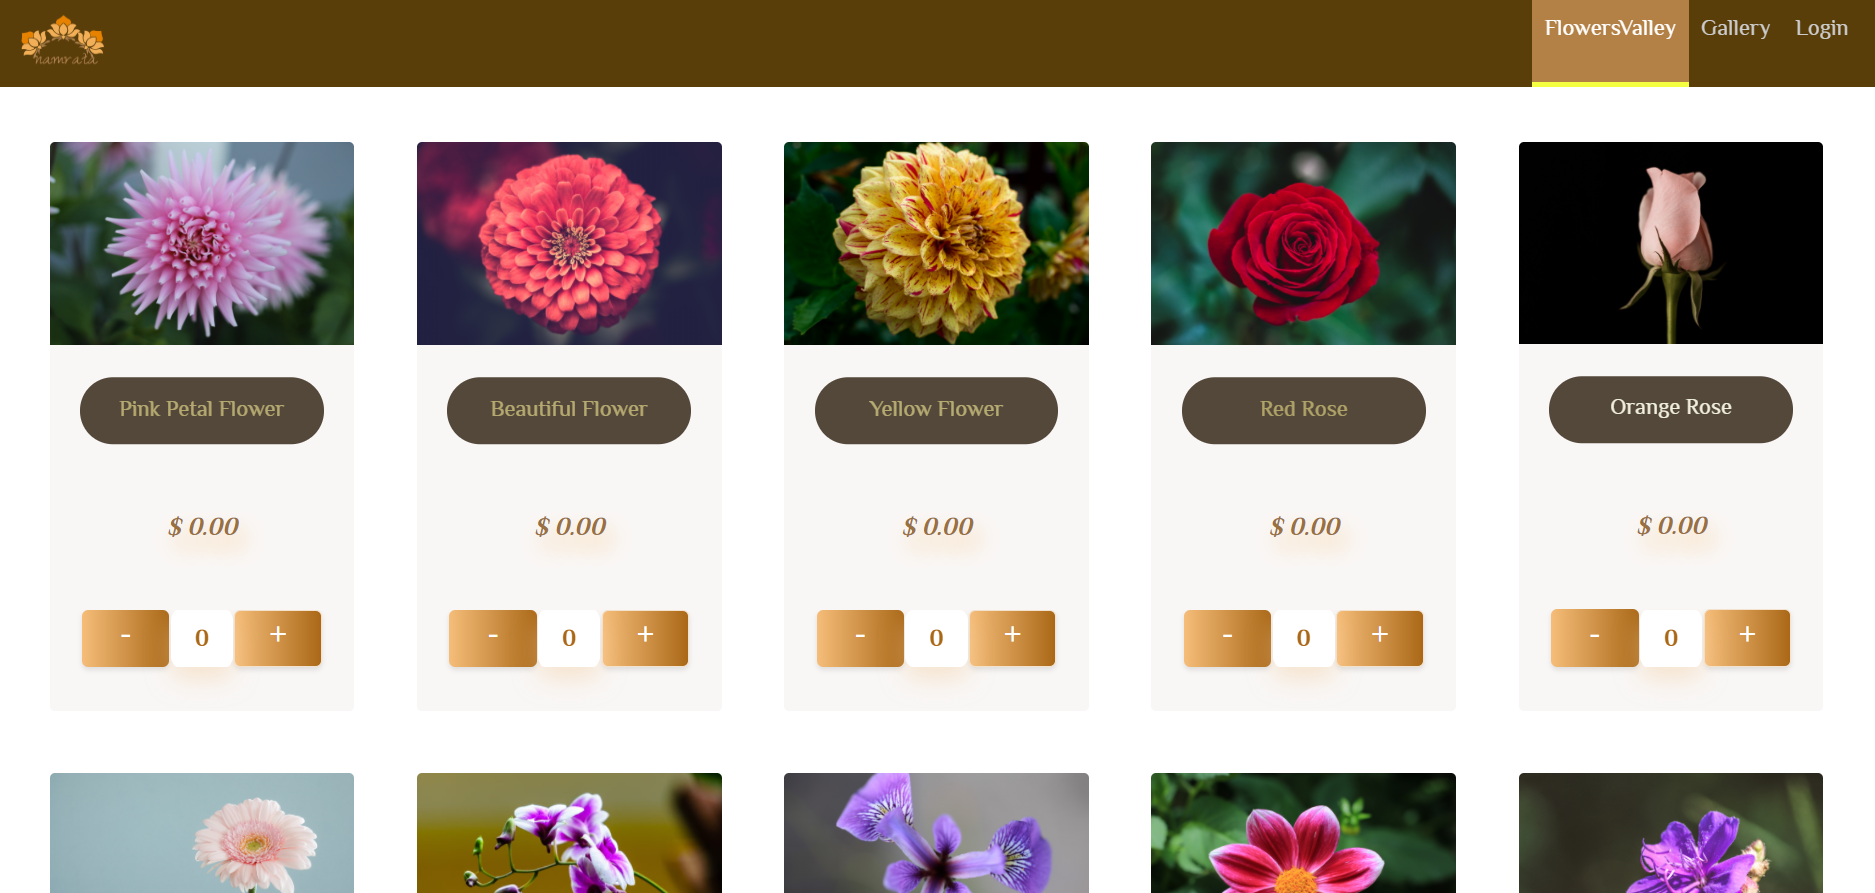 namrata
FlowersValley Gallery Login
Pink Petal Flower Beautiful Flower Yellow Flower Red Rose Orange Rose
$ 0.00 $ 0.00 $ 0.00 $ 0.00 $ 0.00
- 0 + - 0 + - 0 + - 0 + - 0 +